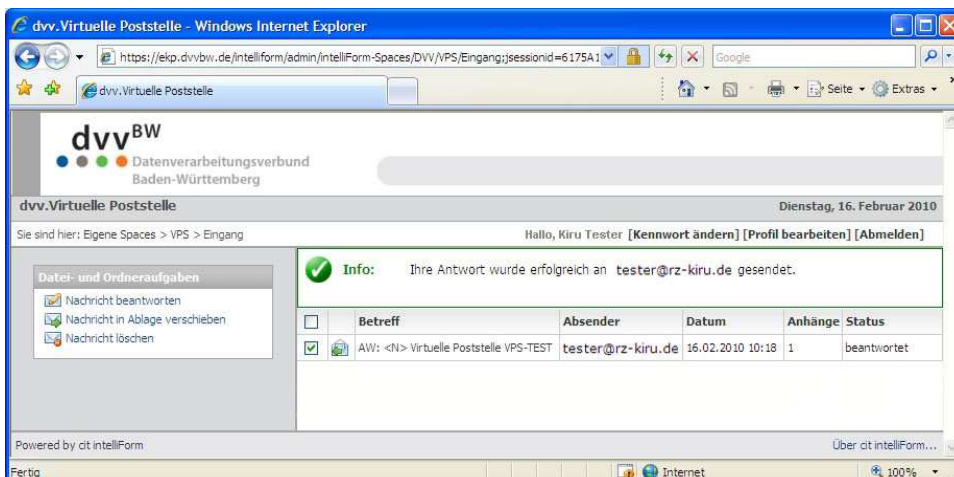 dvv.Virtuelle Poststelle - Windows Internet Explorer
https://ekp.dvvbw.de/intelliform/admin/intelliForm-Spaces/DVV/VPS/Eingang;jsessionid=6175A1
Google
dvv.Virtuelle Poststelle
Seite
Extras
dvv BW
Datenverarbeitungsverbund
Baden-Württemberg
dvv.Virtuelle Poststelle
Dienstag, 16. Februar 2010
Sie sind hier: Eigene Spaces > VPS > Eingang
Hallo, Kiru Tester [Kennwort ändern] [Profil bearbeiten] [Abmelden]
Datei- und Ordneraufgaben
Nachricht beantworten
Nachricht in Ablage verschieben
Nachricht löschen
Info: Ihre Antwort wurde erfolgreich an tester@rz-kiru.de gesendet.
Betreff Absender Datum Anhänge Status
AW: <N> Virtuelle Poststelle VPS-TEST tester@rz-kiru.de 16.02.2010 10:18 1 beantwortet
Powered by cit intelliForm
Über cit intelliForm...
Fertig
Internet
100%